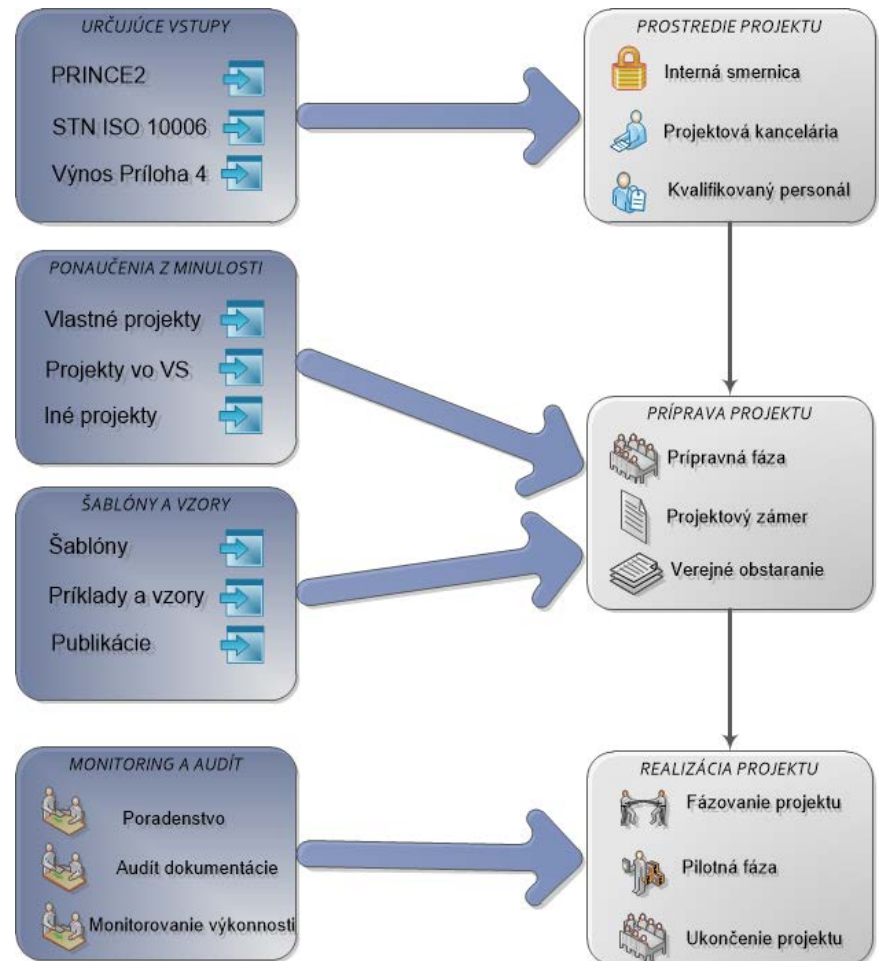 URČUJÚCE VSTUPY
PRINCE2
STN ISO 10006
Výnos Príloha 4
PROSTREDIE PROJEKTU
Interná smernica
Projektová kancelária
Kvalifikovaný personál
PONAUČENIA Z MINULOSTI
Vlastné projekty
Projekty vo VS
Iné projekty
ŠABLÓNY A VZORY
Šablóny
Príklady a vzory
Publikácie
PRÍPRAVA PROJEKTU
Prípravná fáza
Projektový zámer
Verejné obstaranie
MONITORING A AUDÍT
Poradenstvo
Audít dokumentácie
Monitorovanie výkonnosti
REALIZÁCIA PROJEKTU
Fázovanie projektu
Pilotná fáza
Ukončenie projektu